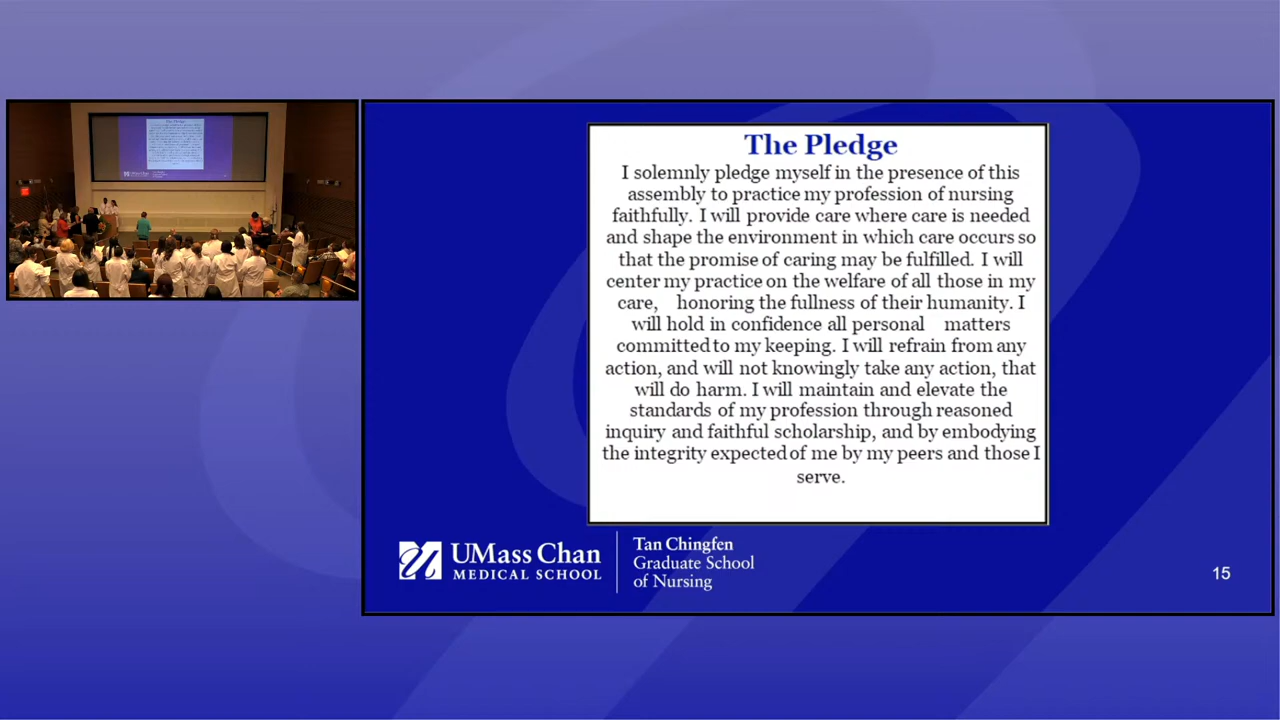 The Pledge
I solemnly pledge myself in the presence of this
assembly to practice my profession of nursing
faithfully. I will provide care where care is needed
and shape the environment in which care occurs so
that the promise of caring may be fulfilled. I will
center my practice on the welfare of all those in my
care, honoring the fullness of their humanity. I
will hold in confidence all personal matters
committed to my keeping. I will refrain from any
action, and will not knowingly take any action, that
will do harm. I will maintain and elevate the
standards of my profession through reasoned
inquiry and faithful scholarship, and by embodying
the integrity expected of me by my peers and those I
serve.
UMass Chan
MEDICAL SCHOOL
Tan Chingfen
Graduate School
of Nursing
15